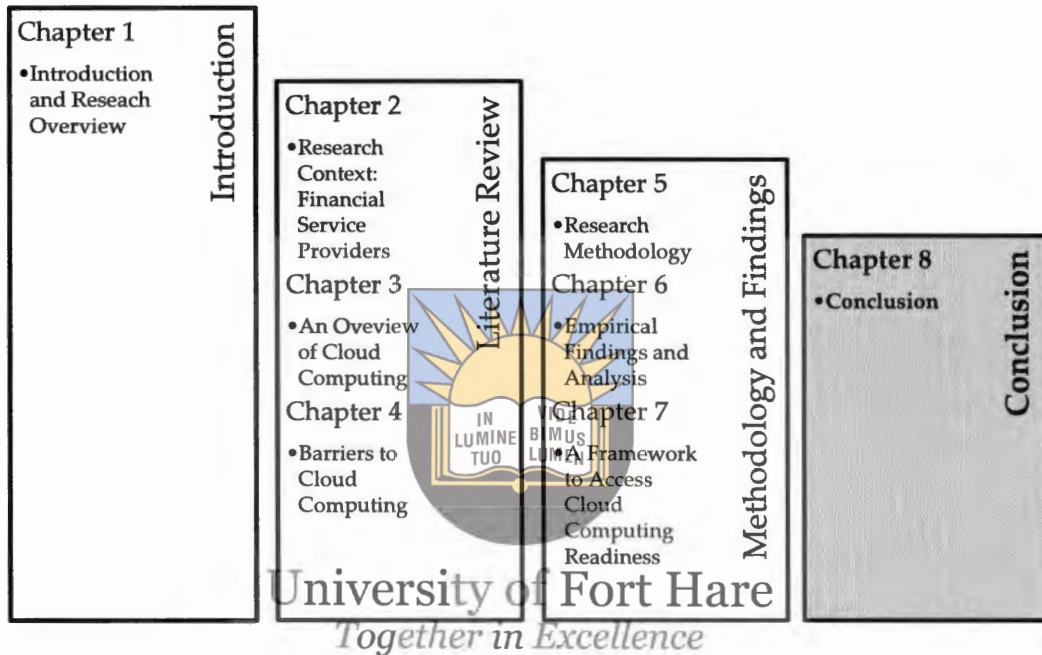 Chapter 1
•Introduction
and Reseach
Overview
Introduction
Chapter 2
•Research
Context:
Financial
Service
Providers
Chapter 3
•An Oveview
of Cloud
Computing
Chapter 4
•Barriers to
Cloud
Computing
Literature Review
Chapter 5
•Research
Methodology
Chapter 6
•Empirical
Findings and
Analysis
Chapter 7
•A Framework
to Access
Cloud
Computing
Readiness
Methodology and Findings
Chapter 8
•Conclusion
Conclusion
IN
LUMINE
TUO
BIMUS
LUMEN
University of Fort Hare
Together in Excellence